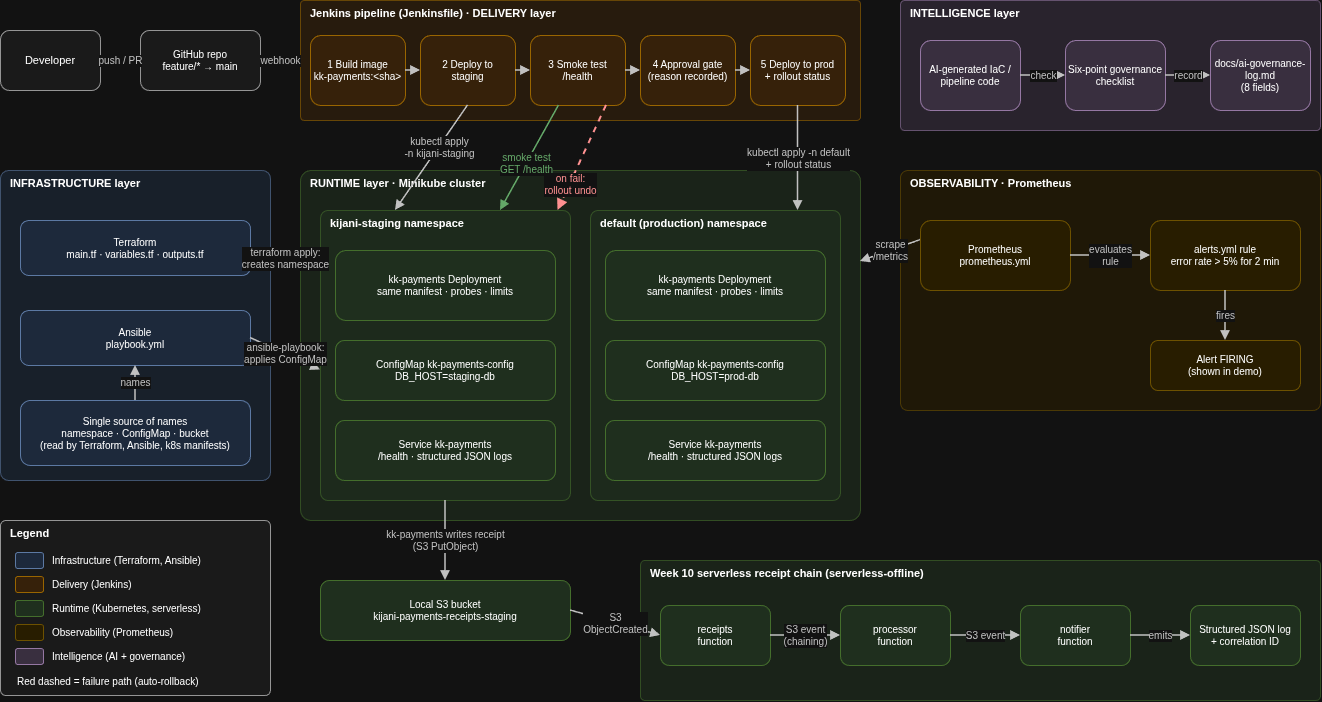 Jenkins pipeline (Jenkinsfile) · DELIVERY layer
INTELLIGENCE layer
Developer
push / PR
GitHub repo
feature/* → main
webhook
1 Build image
kk-payments:<sha>
2 Deploy to
staging
3 Smoke test
/health
4 Approval gate
(reason recorded)
5 Deploy to prod
+ rollout status
AI-generated IaC /
pipeline code
check
Six-point governance
checklist
record
docs/ai-governance-
log.md
(8 fields)
kubectl apply
-n kijani-staging
smoke test
GET /health
on fail:
rollout undo
kubectl apply -n default
+ rollout status
INFRASTRUCTURE layer
Terraform
main.tf · variables.tf · outputs.tf
terraform apply:
creates namespace
Ansible
playbook.yml
ansible-playbook:
applies ConfigMap
names
Single source of names
namespace · ConfigMap · bucket
(read by Terraform, Ansible, k8s manifests)
RUNTIME layer · Minikube cluster
kijani-staging namespace
kk-payments Deployment
same manifest · probes · limits
ConfigMap kk-payments-config
DB_HOST=staging-db
Service kk-payments
/health · structured JSON logs
default (production) namespace
kk-payments Deployment
same manifest · probes · limits
ConfigMap kk-payments-config
DB_HOST=prod-db
Service kk-payments
/health · structured JSON logs
scrape
/metrics
OBSERVABILITY · Prometheus
Prometheus
prometheus.yml
evaluates
rule
alerts.yml rule
error rate > 5% for 2 min
fires
Alert FIRING
(shown in demo)
Legend
Infrastructure (Terraform, Ansible)
Delivery (Jenkins)
Runtime (Kubernetes, serverless)
Observability (Prometheus)
Intelligence (AI + governance)
Red dashed = failure path (auto-rollback)
kk-payments writes receipt
(S3 PutObject)
Local S3 bucket
kijani-payments-receipts-staging
S3
ObjectCreated
Week 10 serverless receipt chain (serverless-offline)
receipts
function
S3 event
(chaining)
processor
function
S3 event
notifier
function
emits
Structured JSON log
+ correlation ID